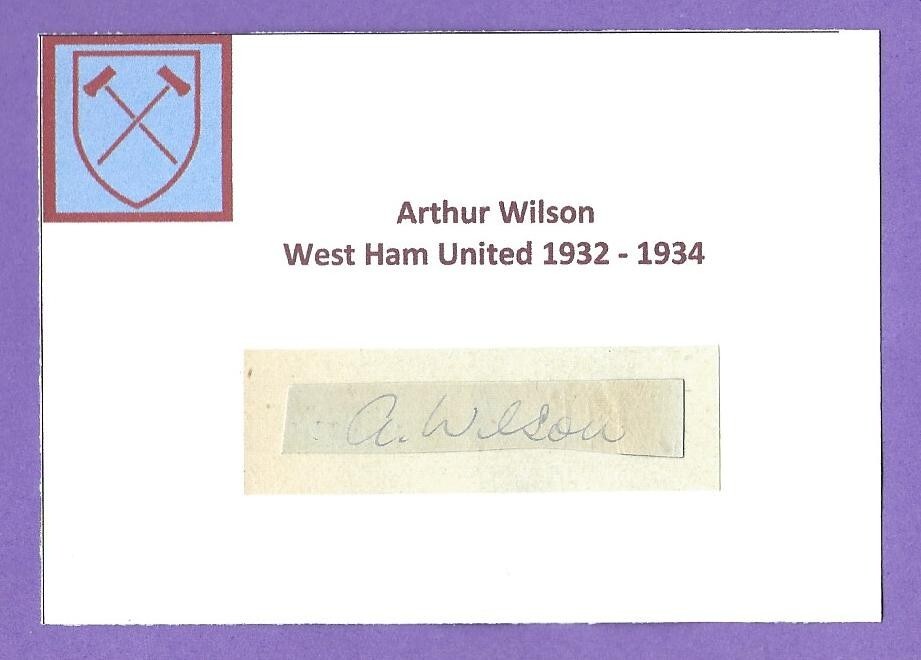 Arthur Wilson
West Ham United 1932 - 1934
A. Wilson